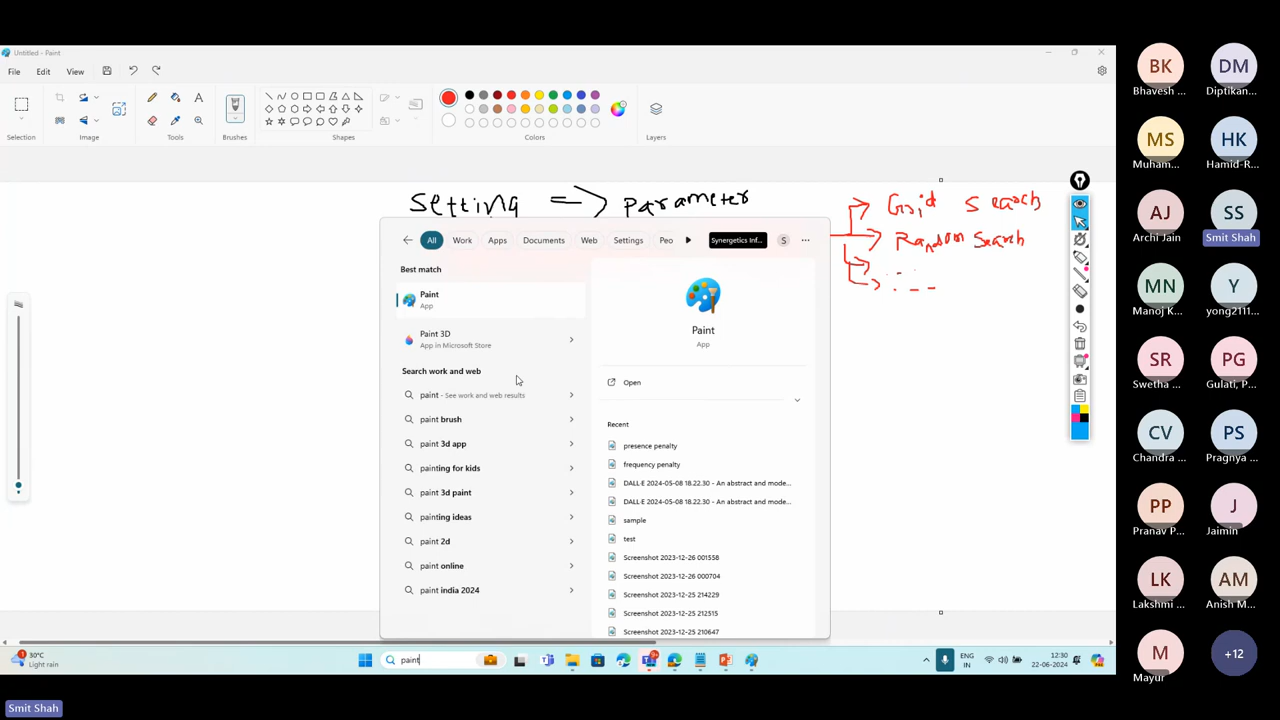 Untitled - Paint
File Edit View
Selection Image Tools Brushes Shapes Colors Layers
Setting => parameter
Grid Search
Random Search
All Work Apps Documents Web Settings Peo Synergetics Inf... S ...
Best match
Paint
App
Paint 3D
App in Microsoft Store
Search work and web
paint - See work and web results
paint brush
paint 3d app
painting for kids
paint 3d paint
painting ideas
paint 2d
paint online
paint india 2024
Paint
App
Open
Recent
presence penalty
frequency penalty
DALL·E 2024-05-08 18.22.30 - An abstract and mode...
DALL·E 2024-05-08 18.22.30 - An abstract and mode...
sample
test
Screenshot 2023-12-26 001558
Screenshot 2023-12-26 000704
Screenshot 2023-12-25 214229
Screenshot 2023-12-25 212515
Screenshot 2023-12-25 210647
30°C
Light rain
paint
ENG
IN
12:30
22-06-2024
BK
Bhavesh ...
DM
Diptikan...
MS
Muham...
HK
Hamid-R...
AJ
Archi Jain
SS
Smit Shah
MN
Manoj K...
Y
yong2111...
SR
Swetha ...
PG
Gulati, P...
CV
Chandra ...
PS
Pragnya ...
PP
Pranav P...
J
Jaimin
LK
Lakshmi ...
AM
Anish M...
M
Mayur
+12
Smit Shah